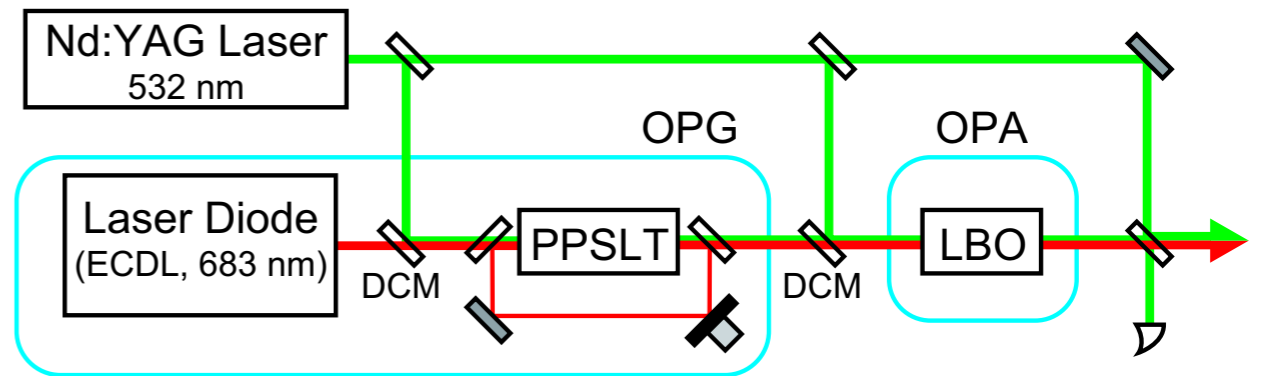 Nd:YAG Laser
532 nm
OPG
OPA
Laser Diode
(ECDL, 683 nm)
PPSLT
LBO
DCM
DCM